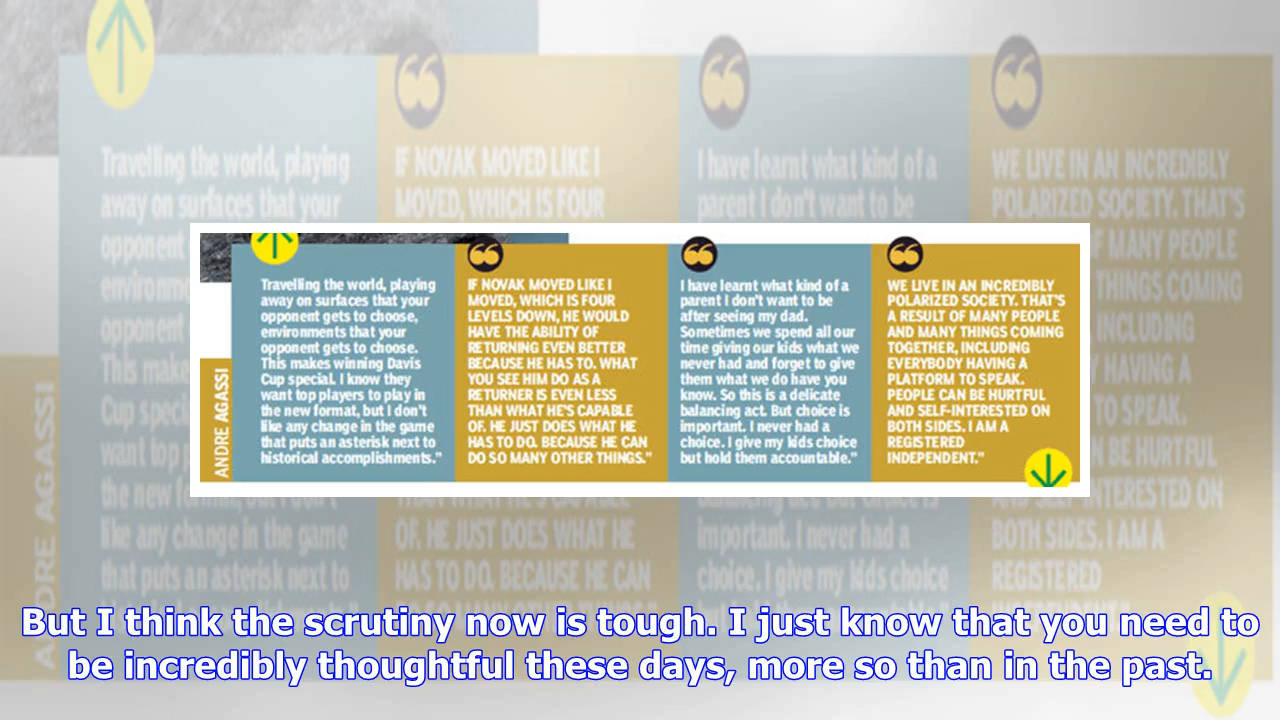 ANDRE AGASSI
Travelling the world, playing
away on surfaces that your
opponent gets to choose,
environments that your
opponent gets to choose.
This makes winning Davis
Cup special. I know they
want top players to play in
the new format, but I don't
like any change in the game
that puts an asterisk next to
historical accomplishments."
IF NOVAK MOVED LIKE I
MOVED, WHICH IS FOUR
LEVELS DOWN, HE WOULD
HAVE THE ABILITY OF
RETURNING EVEN BETTER
BECAUSE HE HAS TO. WHAT
YOU SEE HIM DO AS A
RETURNER IS EVEN LESS
THAN WHAT HE'S CAPABLE
OF. HE JUST DOES WHAT HE
HAS TO DO. BECAUSE HE CAN
DO SO MANY OTHER THINGS."
I have learnt what kind of a
parent I don't want to be
after seeing my dad.
Sometimes we spend all our
time giving our kids what we
never had and forget to give
them what we do have you
know. So this is a delicate
balancing act. But choice is
important. I never had a
choice. I give my kids choice
but hold them accountable."
WE LIVE IN AN INCREDIBLY
POLARIZED SOCIETY. THAT'S
A RESULT OF MANY PEOPLE
AND MANY THINGS COMING
TOGETHER, INCLUDING
EVERYBODY HAVING A
PLATFORM TO SPEAK.
PEOPLE CAN BE HURTFUL
AND SELF-INTERESTED ON
BOTH SIDES. I AM A
REGISTERED
INDEPENDENT."
But I think the scrutiny now is tough. I just know that you need to
be incredibly thoughtful these days, more so than in the past.